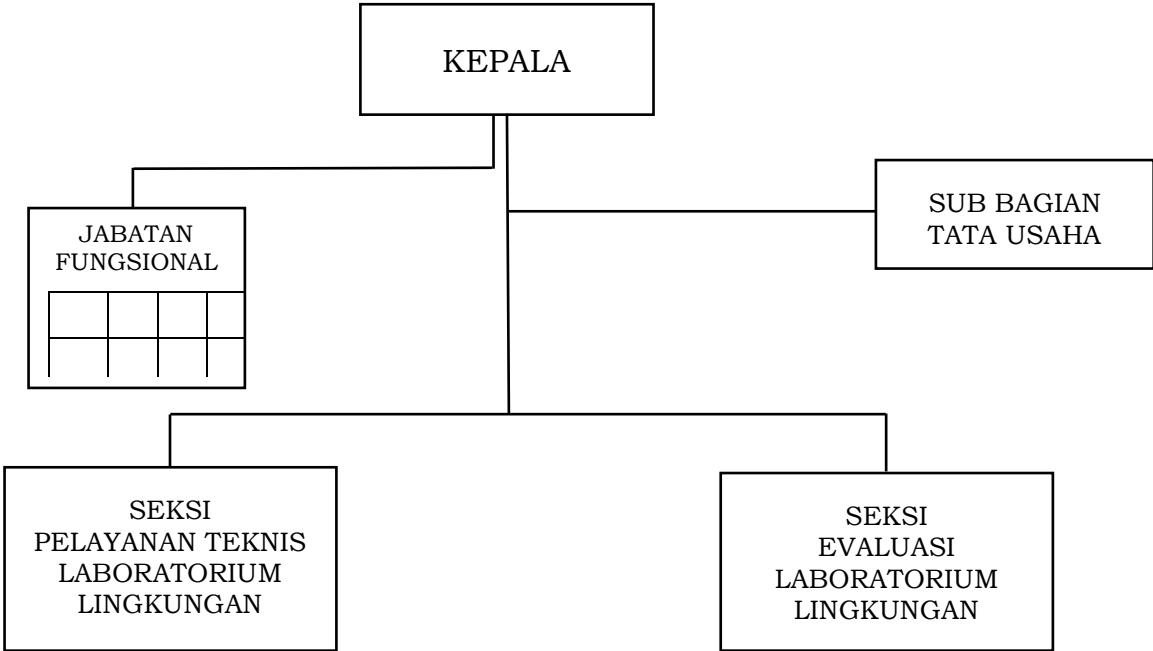 KEPALA
SUB BAGIAN
TATA USAHA
JABATAN
FUNGSIONAL
SEKSI
PELAYANAN TEKNIS
LABORATORIUM
LINGKUNGAN
SEKSI
EVALUASI
LABORATORIUM
LINGKUNGAN